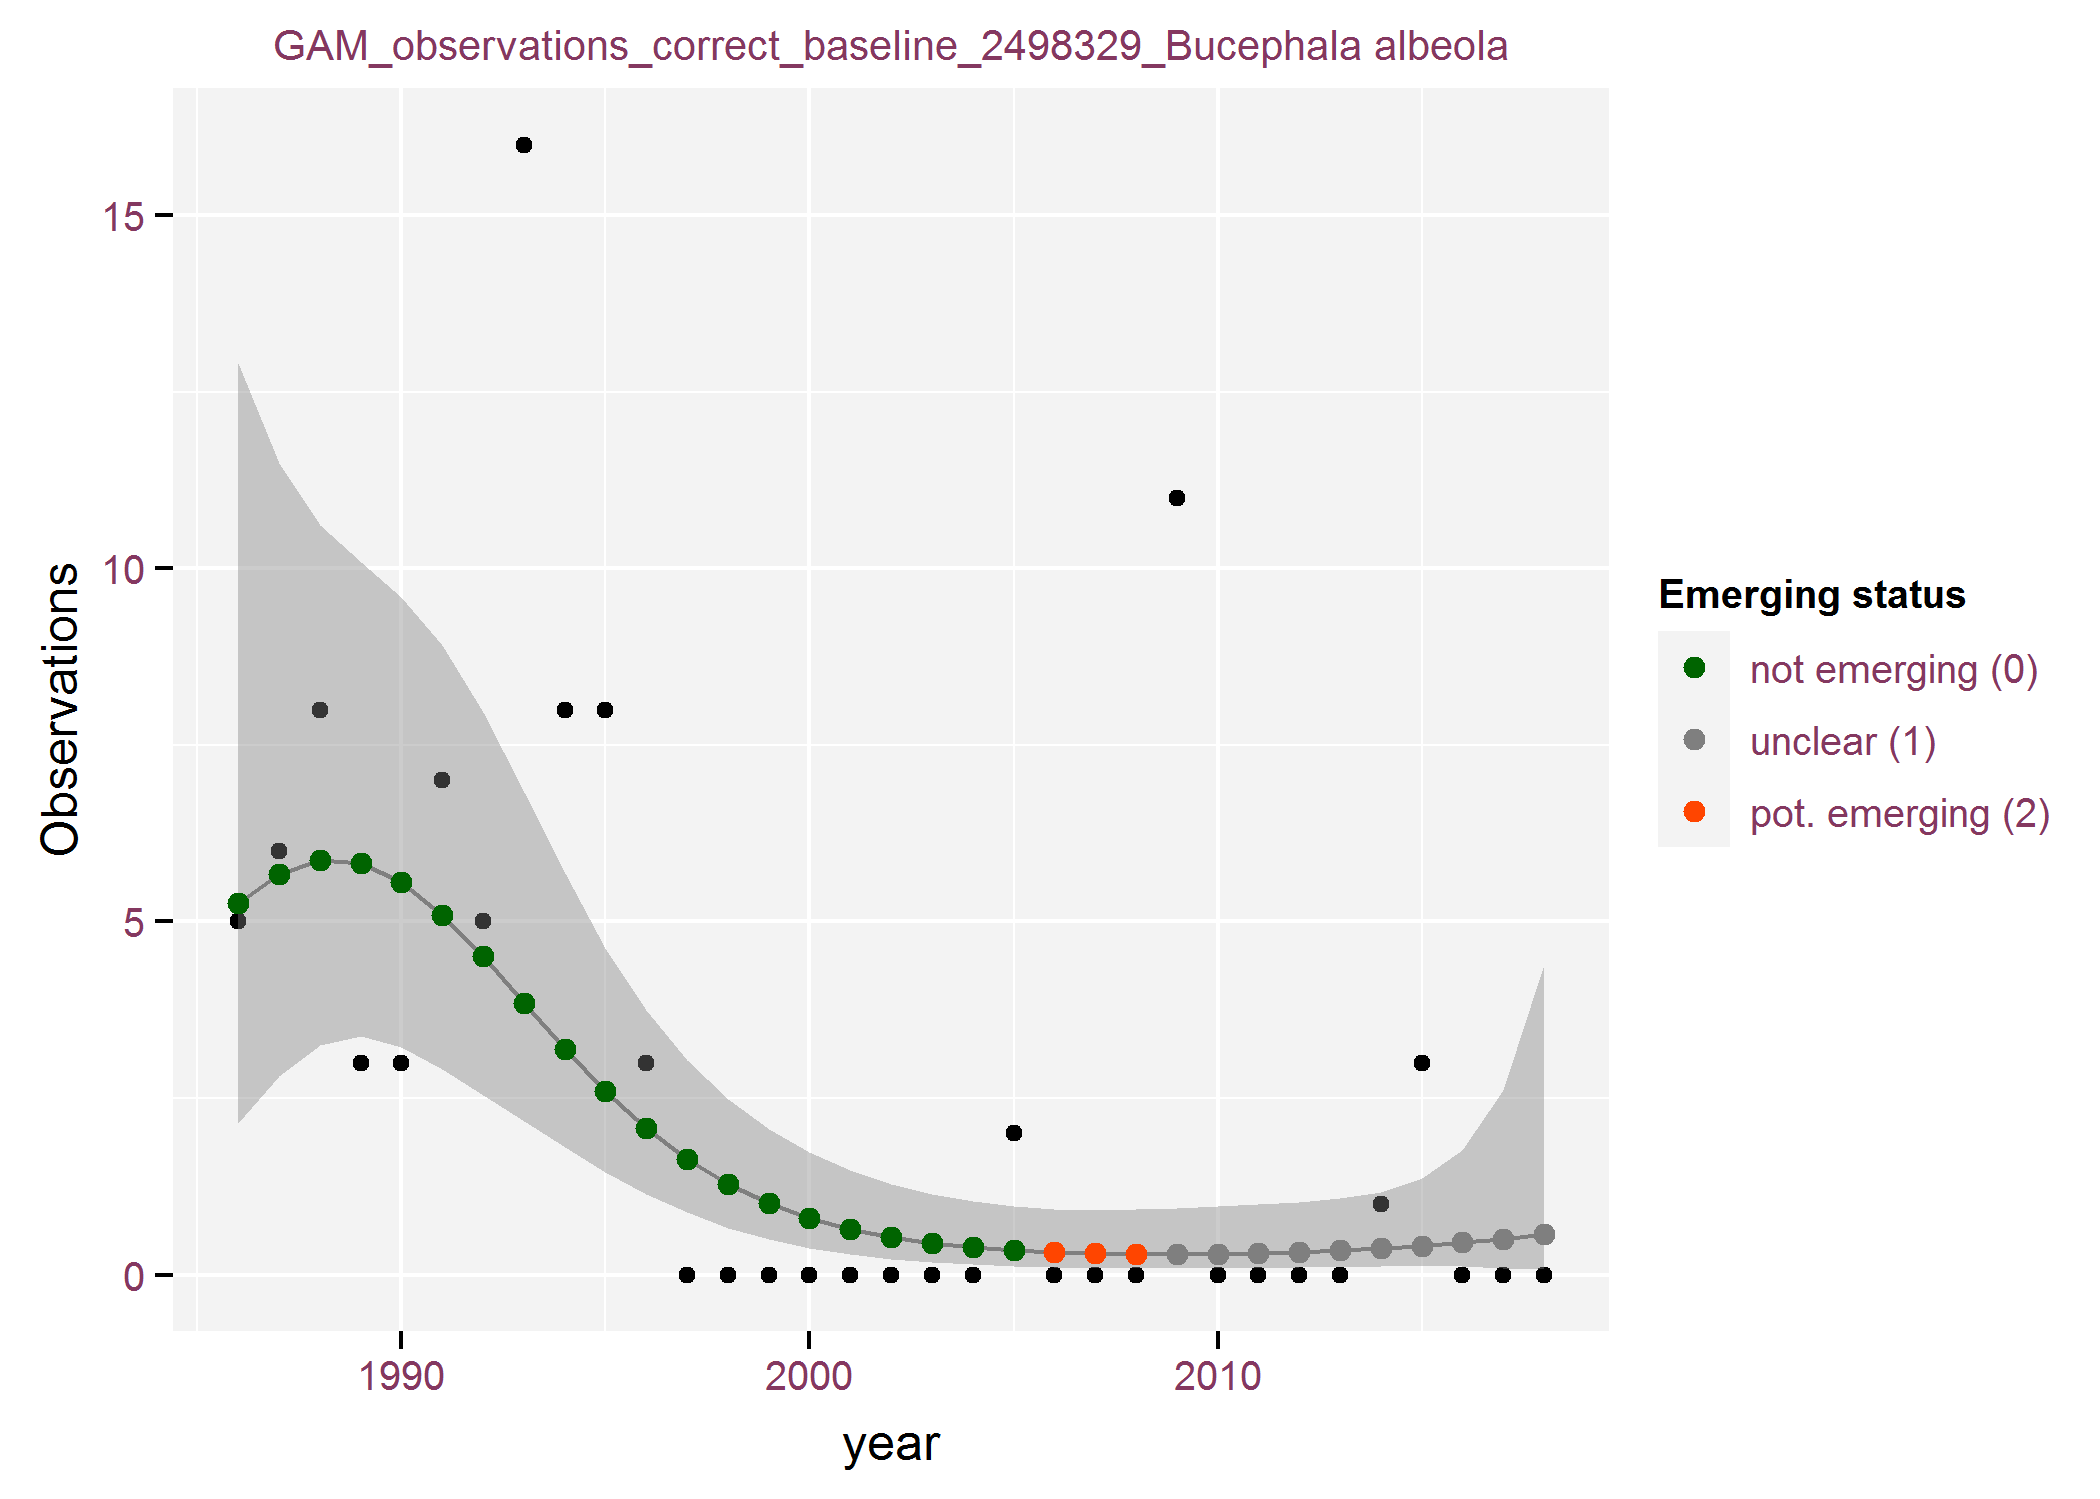 GAM_observations_correct_baseline_2498329_Bucephala albeola
15
10
5
0
Observations
1990 2000 2010
year
Emerging status
not emerging (0)
unclear (1)
pot. emerging (2)